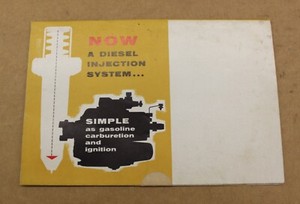 NOW
A DIESEL
INJECTION
SYSTEM...
SIMPLE
as gasoline
carburetion
and
ignition